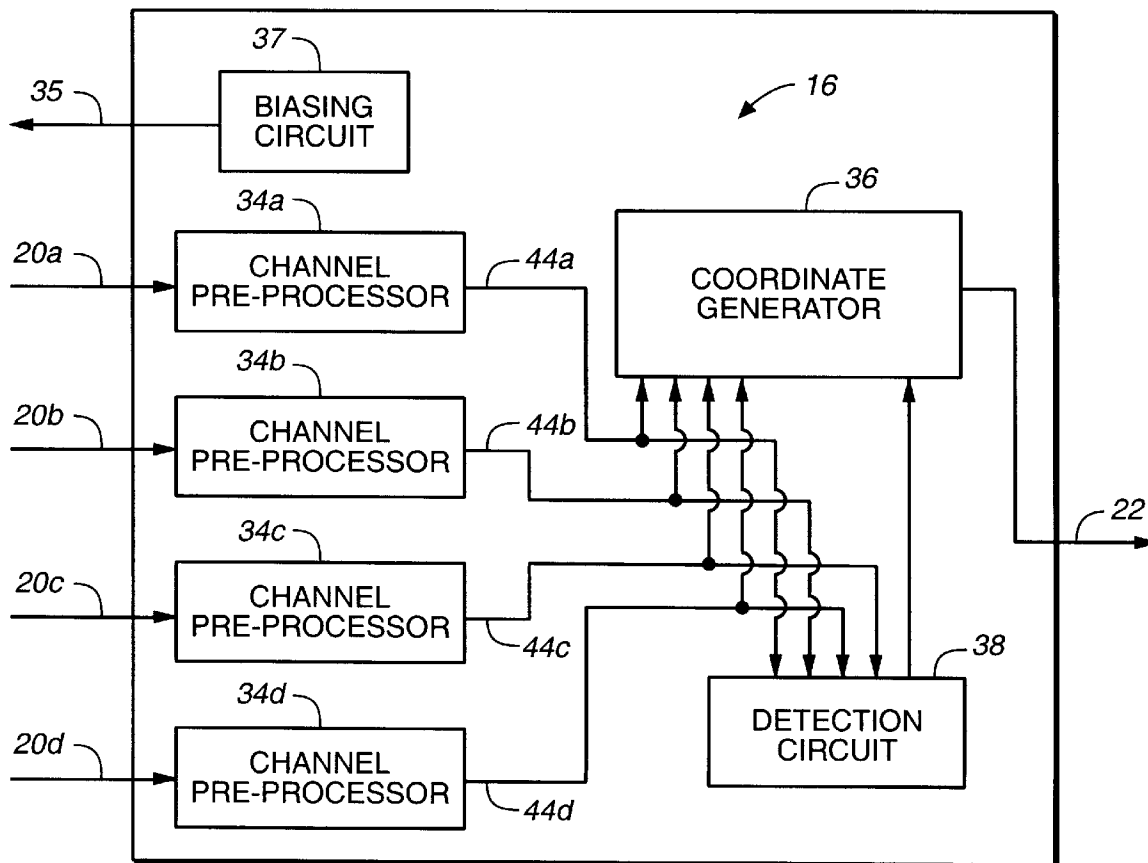 37
35
BIASING
CIRCUIT
16
34a
36
20a
CHANNEL
PRE-PROCESSOR
44a
COORDINATE
GENERATOR
34b
20b
CHANNEL
PRE-PROCESSOR
44b
22
34c
20c
CHANNEL
PRE-PROCESSOR
44c
38
34d
20d
CHANNEL
PRE-PROCESSOR
44d
DETECTION
CIRCUIT